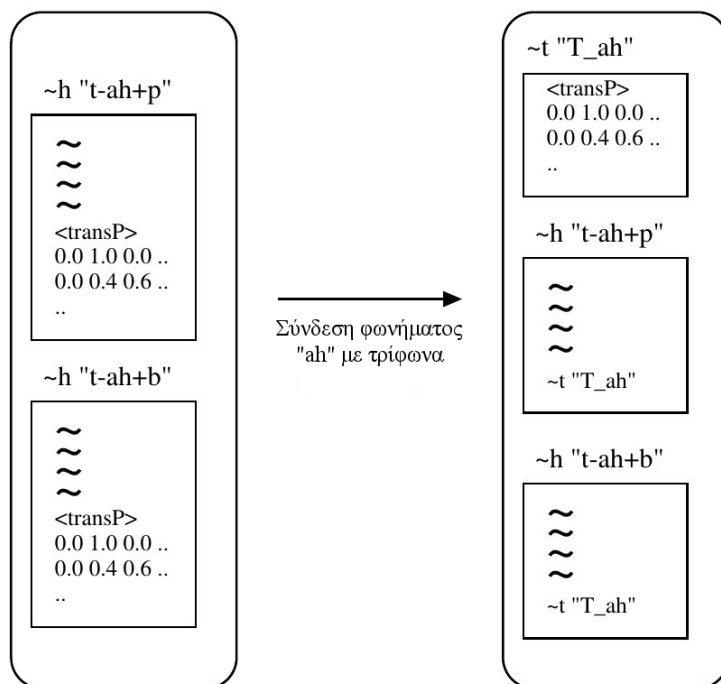 ~h "t-ah+p"
<transP>
0.0 1.0 0.0 ..
0.0 0.4 0.6 ..
..
~h "t-ah+b"
<transP>
0.0 1.0 0.0 ..
0.0 0.4 0.6 ..
..
Σύνδεση φωνήματος
"ah" με τρίφωνα
~t "T_ah"
<transP>
0.0 1.0 0.0 ..
0.0 0.4 0.6 ..
..
~h "t-ah+p"
~t "T_ah"
~h "t-ah+b"
~t "T_ah"